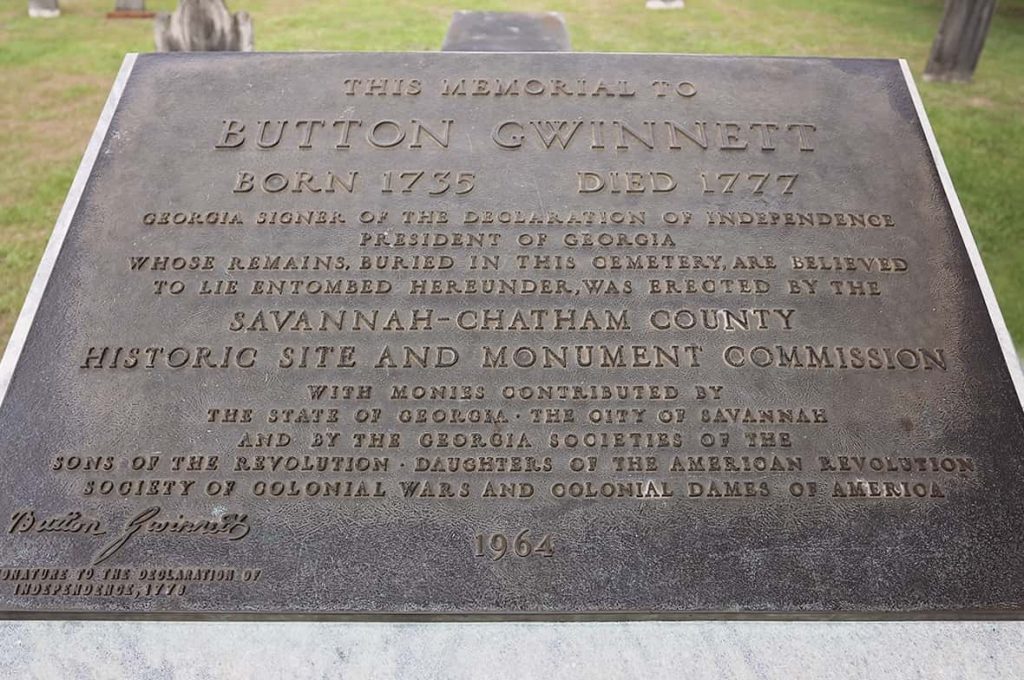 THIS MEMORIAL TO
BUTTON GWINNETT
BORN 1735 DIED 1777
GEORGIA SIGNER OF THE DECLARATION OF INDEPENDENCE
PRESIDENT OF GEORGIA
WHOSE REMAINS, BURIED IN THIS CEMETERY, ARE BELIEVED
TO LIE ENTOMBED HEREUNDER, WAS ERECTED BY THE
SAVANNAH-CHATHAM COUNTY
HISTORIC SITE AND MONUMENT COMMISSION
WITH MONIES CONTRIBUTED BY
THE STATE OF GEORGIA · THE CITY OF SAVANNAH
AND BY THE GEORGIA SOCIETIES OF THE
SONS OF THE REVOLUTION · DAUGHTERS OF THE AMERICAN REVOLUTION
SOCIETY OF COLONIAL WARS AND COLONIAL DAMES OF AMERICA
Button Gwinnett
1964
GNATURE TO THE DECLARATION OF
INDEPENDENCE, 1776